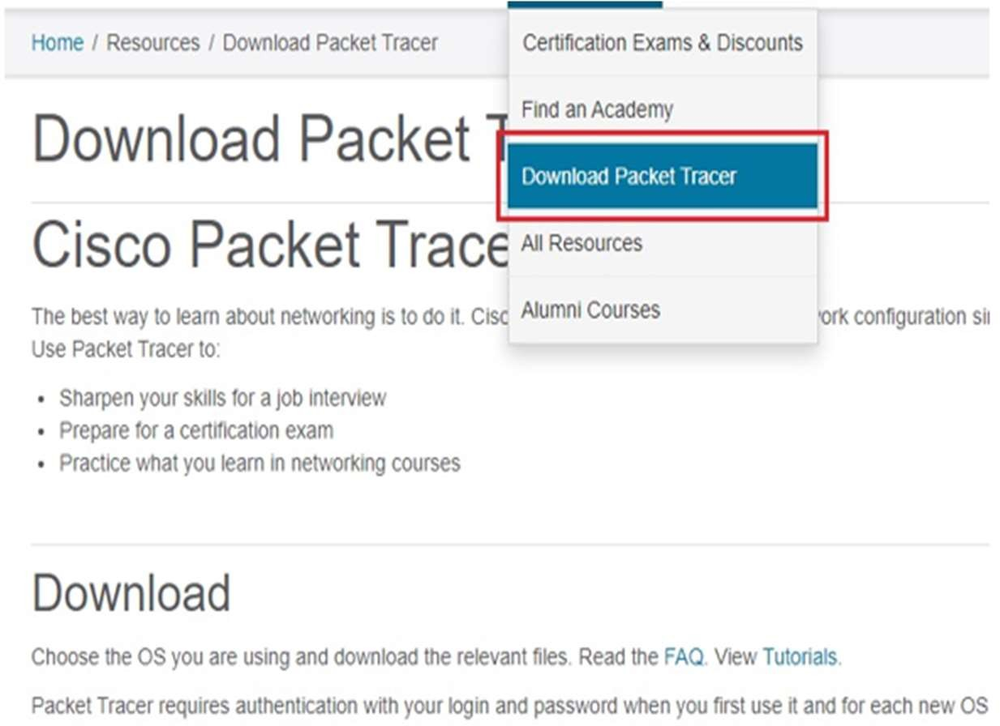 Home / Resources / Download Packet Tracer
Certification Exams & Discounts
Find an Academy
Download Packet Tracer
All Resources
Alumni Courses
Download Packet
Cisco Packet Trace
The best way to learn about networking is to do it. Cisc
ork configuration
Use Packet Tracer to:
• Sharpen your skills for a job interview
• Prepare for a certification exam
• Practice what you learn in networking courses
Download
Choose the OS you are using and download the relevant files. Read the FAQ. View Tutorials.
Packet Tracer requires authentication with your login and password when you first use it and for each new OS